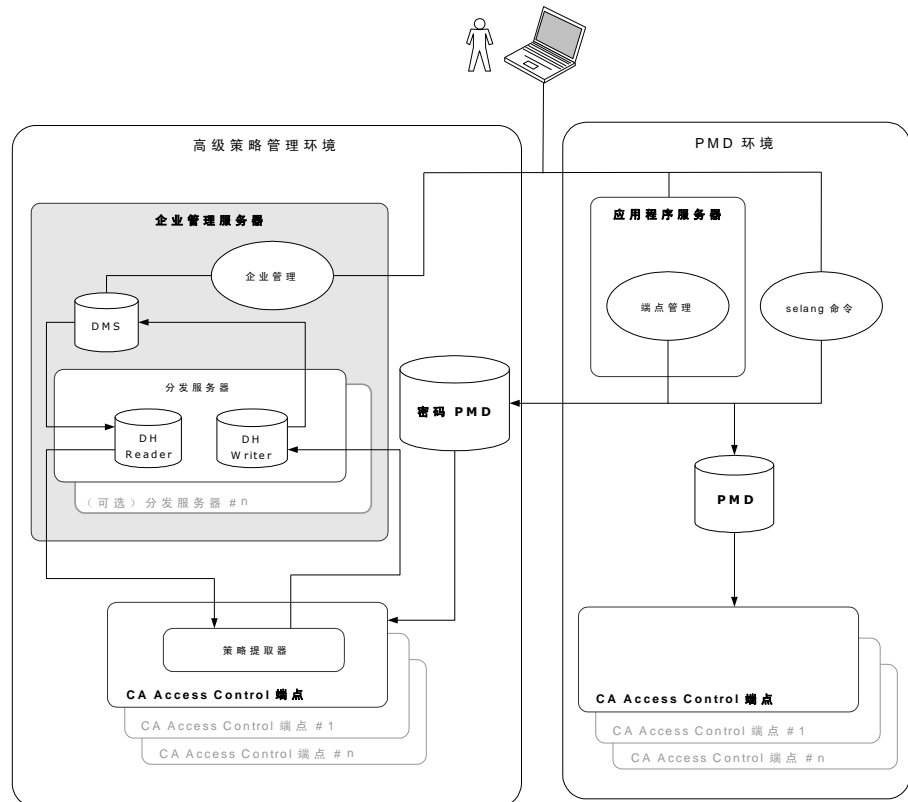 高级策略管理环境
企业管理服务器
企业管理
DMS
分发服务器
DH
Reader
DH
Writer
(可选)分发服务器 #n
密码 PMD
策略提取器
CA Access Control 端点
CA Access Control 端点 #1
CA Access Control 端点 #n
PMD 环境
应用程序服务器
端点管理
selang 命令
PMD
CA Access Control 端点
CA Access Control 端点 #1
CA Access Control 端点 #n